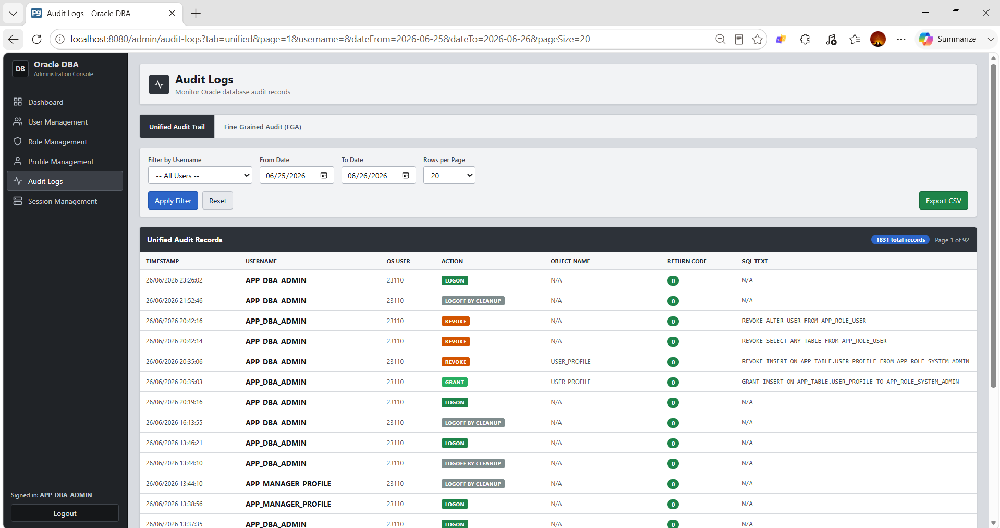 Audit Logs - Oracle DBA
localhost:8080/admin/audit-logs?tab=unified&page=1&username=&dateFrom=2026-06-25&dateTo=2026-06-26&pageSize=20
Summarize
DB
Oracle DBA
Administration Console
Dashboard
User Management
Role Management
Profile Management
Audit Logs
Session Management
Signed in: APP_DBA_ADMIN
Logout
Audit Logs
Monitor Oracle database audit records
Unified Audit Trail Fine-Grained Audit (FGA)
Filter by Username From Date To Date Rows per Page
-- All Users -- 06/25/2026 06/26/2026 20
Apply Filter Reset Export CSV
Unified Audit Records 1831 total records Page 1 of 92
TIMESTAMP USERNAME OS USER ACTION OBJECT NAME RETURN CODE SQL TEXT
26/06/2026 23:26:02 APP_DBA_ADMIN 23110 LOGON N/A 0 N/A
26/06/2026 21:52:46 APP_DBA_ADMIN 23110 LOGOFF BY CLEANUP N/A 0 N/A
26/06/2026 20:42:16 APP_DBA_ADMIN 23110 REVOKE N/A 0 REVOKE ALTER USER FROM APP_ROLE_USER
26/06/2026 20:42:14 APP_DBA_ADMIN 23110 REVOKE N/A 0 REVOKE SELECT ANY TABLE FROM APP_ROLE_USER
26/06/2026 20:35:06 APP_DBA_ADMIN 23110 REVOKE USER_PROFILE 0 REVOKE INSERT ON APP_TABLE.USER_PROFILE FROM APP_ROLE_SYSTEM_ADMIN
26/06/2026 20:35:03 APP_DBA_ADMIN 23110 GRANT USER_PROFILE 0 GRANT INSERT ON APP_TABLE.USER_PROFILE TO APP_ROLE_SYSTEM_ADMIN
26/06/2026 20:19:16 APP_DBA_ADMIN 23110 LOGON N/A 0 N/A
26/06/2026 16:13:55 APP_DBA_ADMIN 23110 LOGOFF BY CLEANUP N/A 0 N/A
26/06/2026 13:46:21 APP_DBA_ADMIN 23110 LOGON N/A 0 N/A
26/06/2026 13:44:10 APP_DBA_ADMIN 23110 LOGOFF BY CLEANUP N/A 0 N/A
26/06/2026 13:44:10 APP_MANAGER_PROFILE 23110 LOGOFF BY CLEANUP N/A 0 N/A
26/06/2026 13:38:56 APP_MANAGER_PROFILE 23110 LOGON N/A 0 N/A
26/06/2026 13:37:35 APP_DBA_ADMIN 23110 LOGON N/A 0 N/A